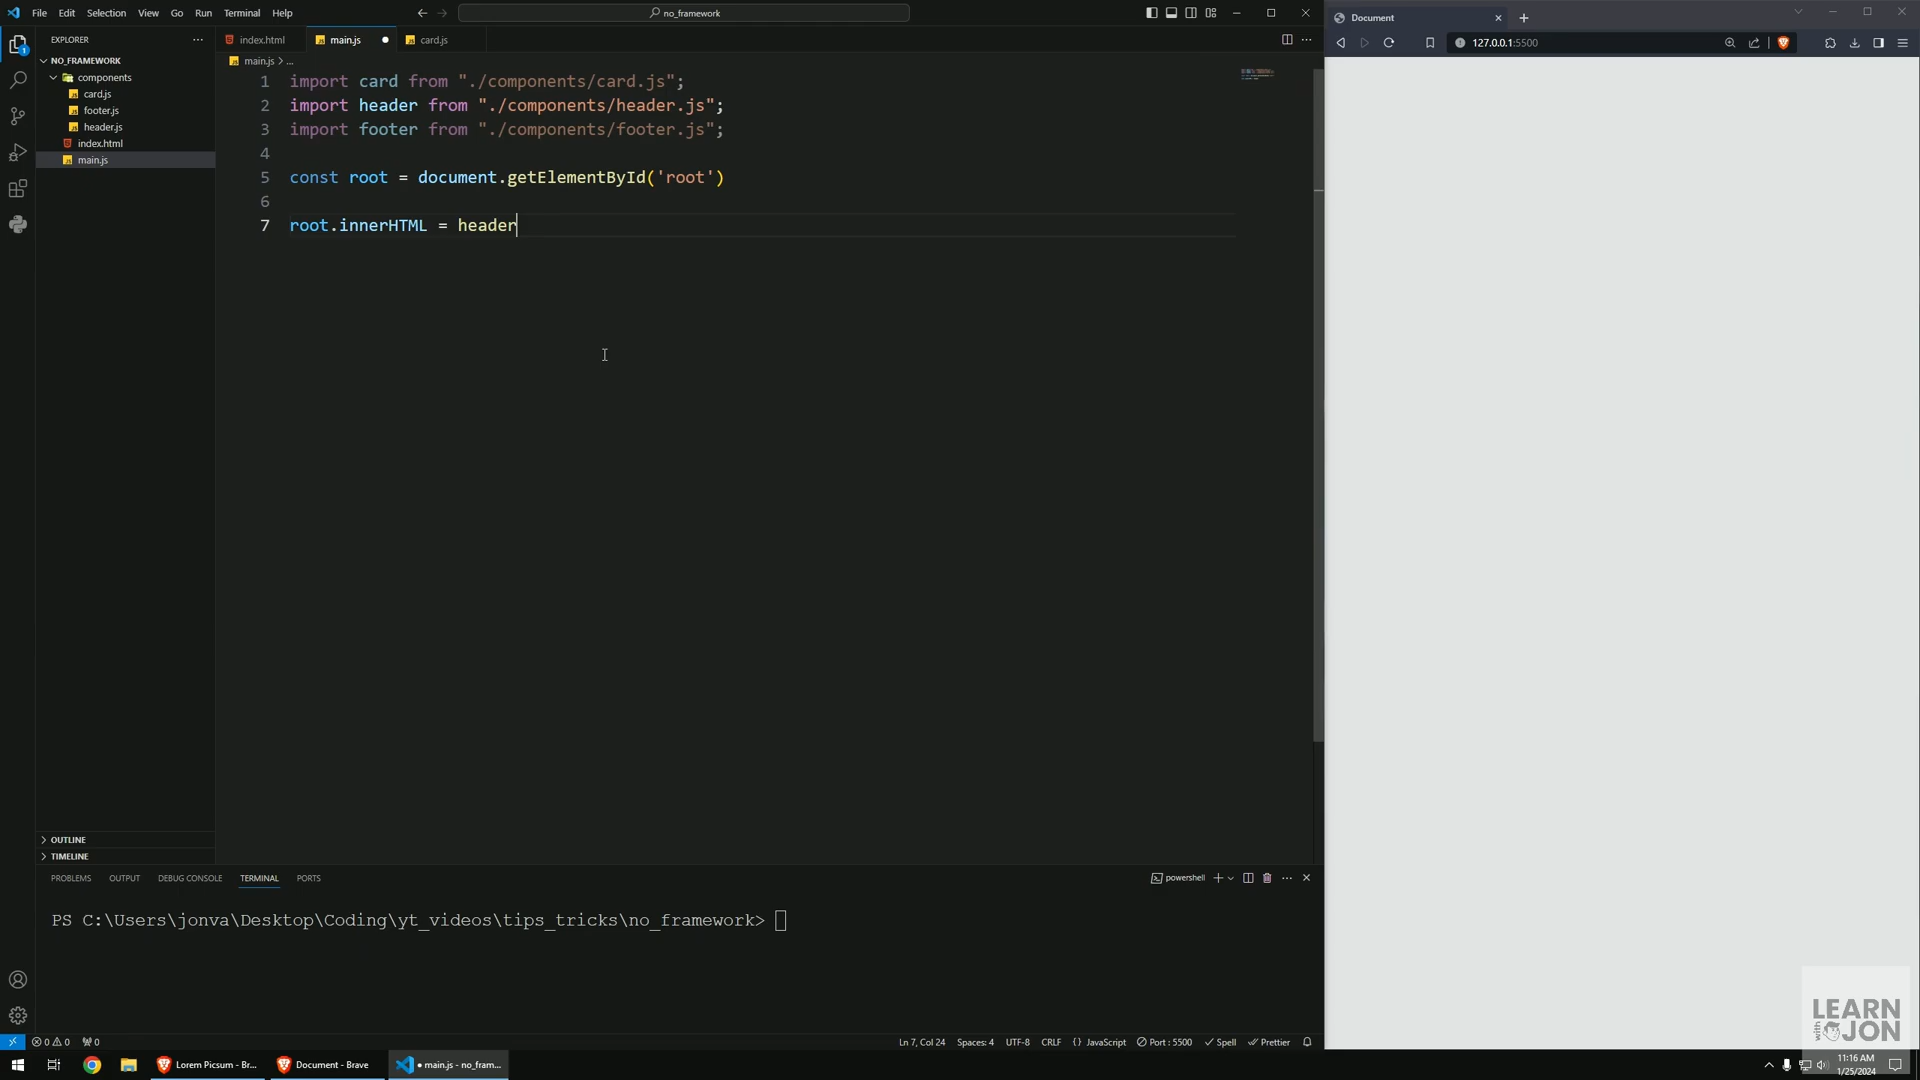 File Edit Selection View Go Run Terminal Help
no_framework
Document
127.0.0.1:5500
EXPLORER
NO_FRAMEWORK
components
card.js
footer.js
header.js
index.html
main.js
OUTLINE
TIMELINE
index.html main.js card.js
main.js > ...
1 import card from "./components/card.js";
2 import header from "./components/header.js";
3 import footer from "./components/footer.js";
4
5 const root = document.getElementById('root')
6
7 root.innerHTML = header
PROBLEMS OUTPUT DEBUG CONSOLE TERMINAL PORTS
powershell
PS C:\Users\jonva\Desktop\Coding\yt_videos\tips_tricks\no_framework>
0 0 0
Ln 7, Col 24 Spaces: 4 UTF-8 CRLF {} JavaScript Port : 5500 Spell Prettier
LEARN
with JON
Lorem Picsum - Br...
Document - Brave
● main.js - no_fram...
11:16 AM
1/25/2024